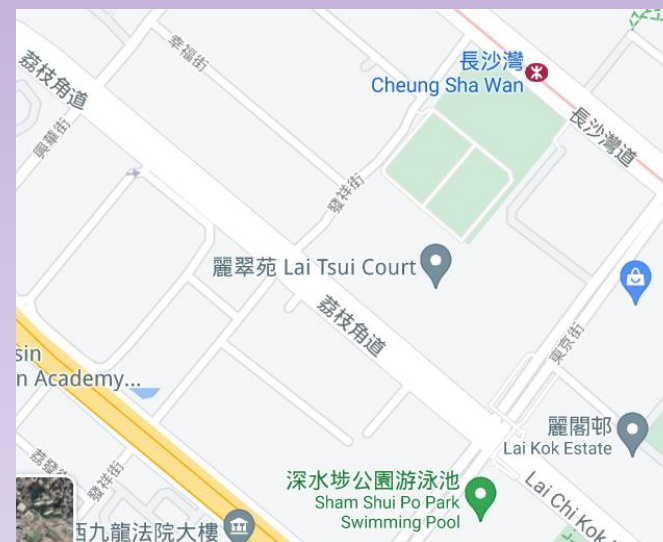 荔枝角道
幸福街
長沙灣
Cheung Sha Wan
興華街
長沙灣道
發祥街
麗翠苑 Lai Tsui Court
荔枝角道
東京街
sin
n Academy...
麗閣邨
Lai Kok Estate
深水埗公園游泳池
Sham Shui Po Park
Swimming Pool
發祥街
西九龍法院大樓
Lai Chi Kok